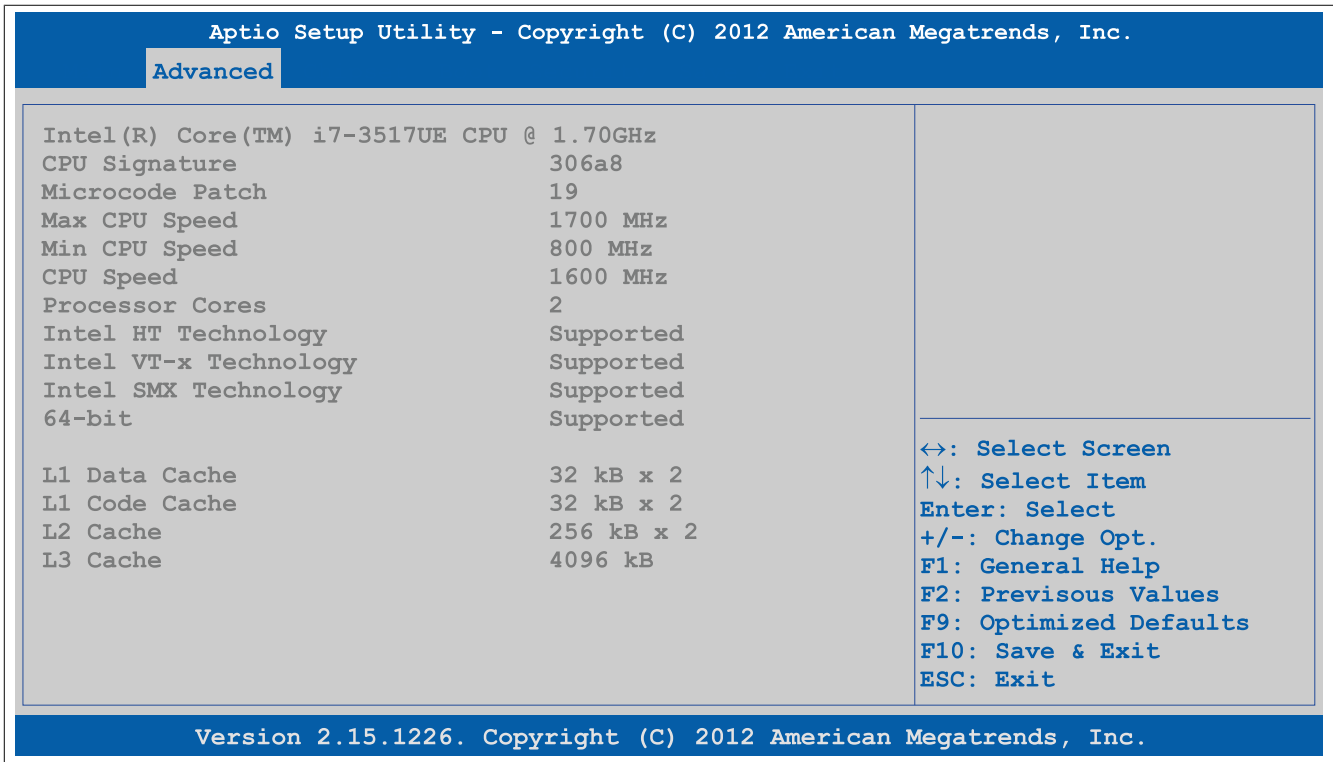 Aptio Setup Utility - Copyright (C) 2012 American Megatrends, Inc.
Advanced
Intel(R) Core(TM) i7-3517UE CPU @ 1.70GHz
CPU Signature 306a8
Microcode Patch 19
Max CPU Speed 1700 MHz
Min CPU Speed 800 MHz
CPU Speed 1600 MHz
Processor Cores 2
Intel HT Technology Supported
Intel VT-x Technology Supported
Intel SMX Technology Supported
64-bit Supported
L1 Data Cache 32 kB x 2
L1 Code Cache 32 kB x 2
L2 Cache 256 kB x 2
L3 Cache 4096 kB
↔: Select Screen
↑↓: Select Item
Enter: Select
+/-: Change Opt.
F1: General Help
F2: Previsous Values
F9: Optimized Defaults
F10: Save & Exit
ESC: Exit
Version 2.15.1226. Copyright (C) 2012 American Megatrends, Inc.